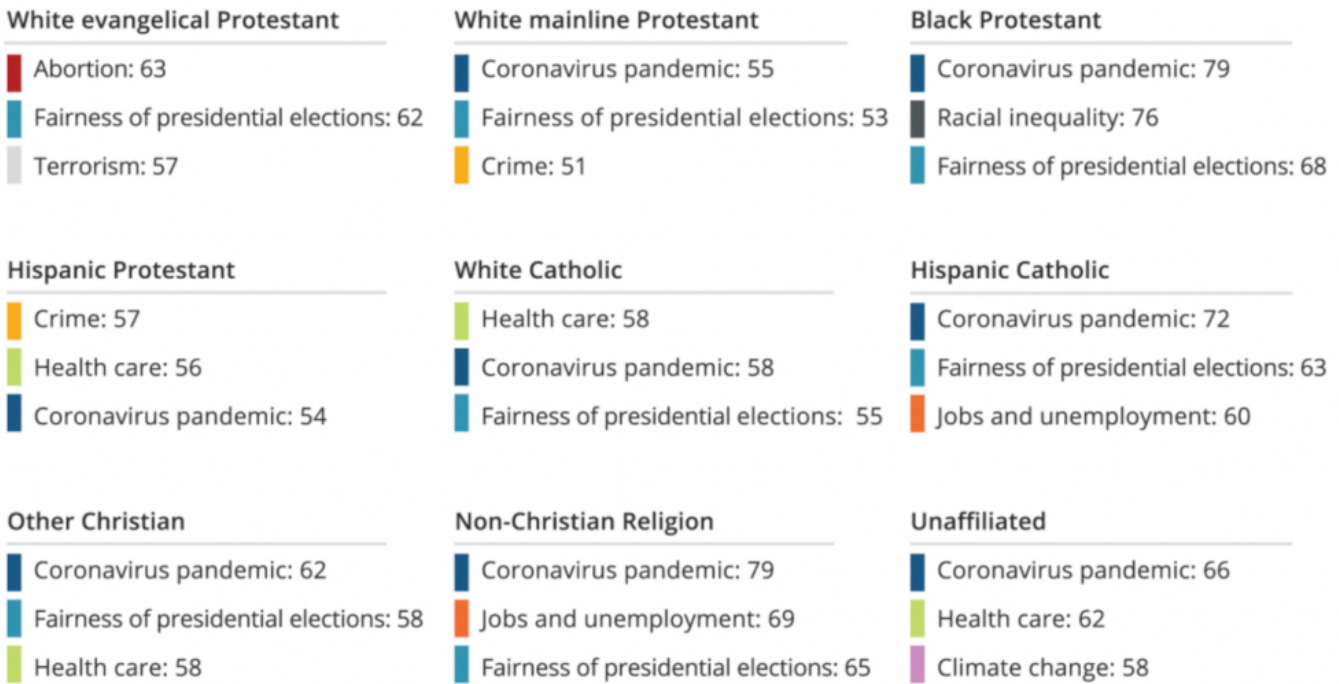 White evangelical Protestant
Abortion: 63
Fairness of presidential elections: 62
Terrorism: 57
White mainline Protestant
Coronavirus pandemic: 55
Fairness of presidential elections: 53
Crime: 51
Black Protestant
Coronavirus pandemic: 79
Racial inequality: 76
Fairness of presidential elections: 68
Hispanic Protestant
Crime: 57
Health care: 56
Coronavirus pandemic: 54
White Catholic
Health care: 58
Coronavirus pandemic: 58
Fairness of presidential elections: 55
Hispanic Catholic
Coronavirus pandemic: 72
Fairness of presidential elections: 63
Jobs and unemployment: 60
Other Christian
Coronavirus pandemic: 62
Fairness of presidential elections: 58
Health care: 58
Non-Christian Religion
Coronavirus pandemic: 79
Jobs and unemployment: 69
Fairness of presidential elections: 65
Unaffiliated
Coronavirus pandemic: 66
Health care: 62
Climate change: 58